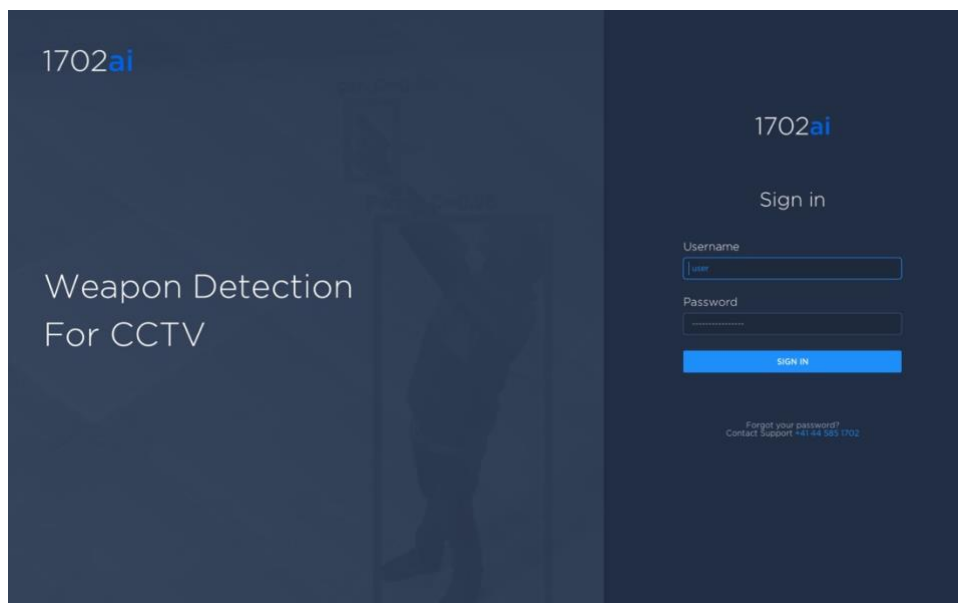 1702ai
Weapon Detection
For CCTV
1702ai
Sign in
Username
user
Password
----------------
SIGN IN
Forgot your password?
Contact Support +41 44 585 1702